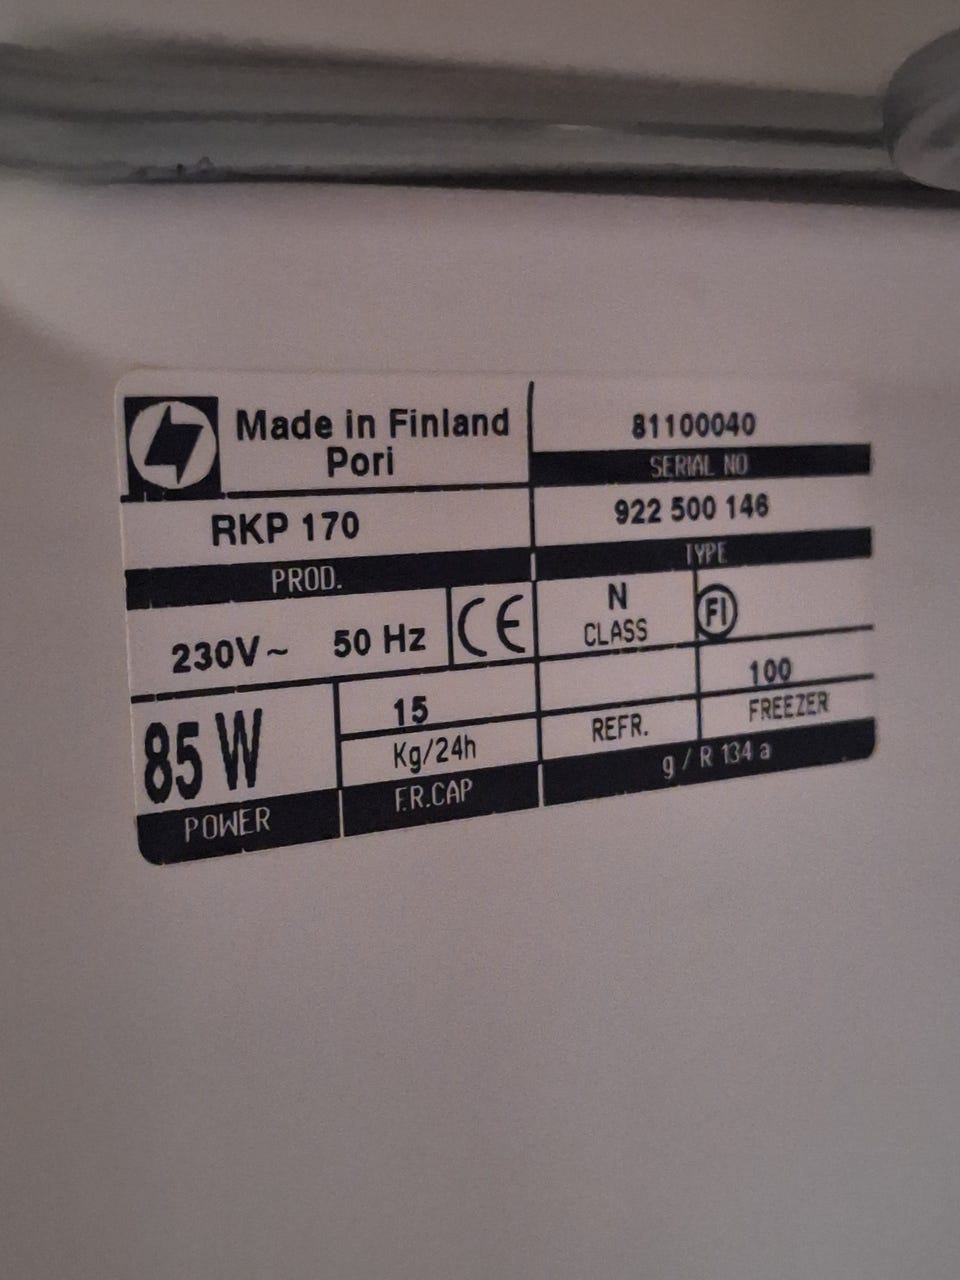 Made in Finland
Pori
81100040
SERIAL NO
RKP 170
PROD.
922 500 146
TYPE
230V~ 50 Hz
CE
N
CLASS
FI
85 W
POWER
15
Kg/24h
F.R.CAP
REFR.
100
FREEZER
g / R 134 a